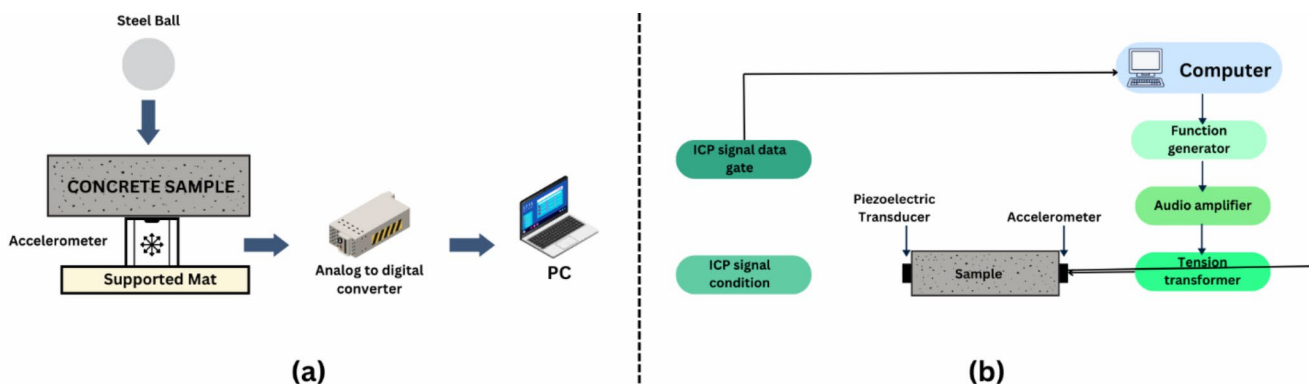 Steel Ball
CONCRETE SAMPLE
Accelerometer
Supported Mat
Analog to digital
converter
PC
(a)
Computer
Function
generator
ICP signal data
gate
Audio amplifier
Piezoelectric
Transducer
Accelerometer
ICP signal
condition
Sample
Tension
transformer
(b)